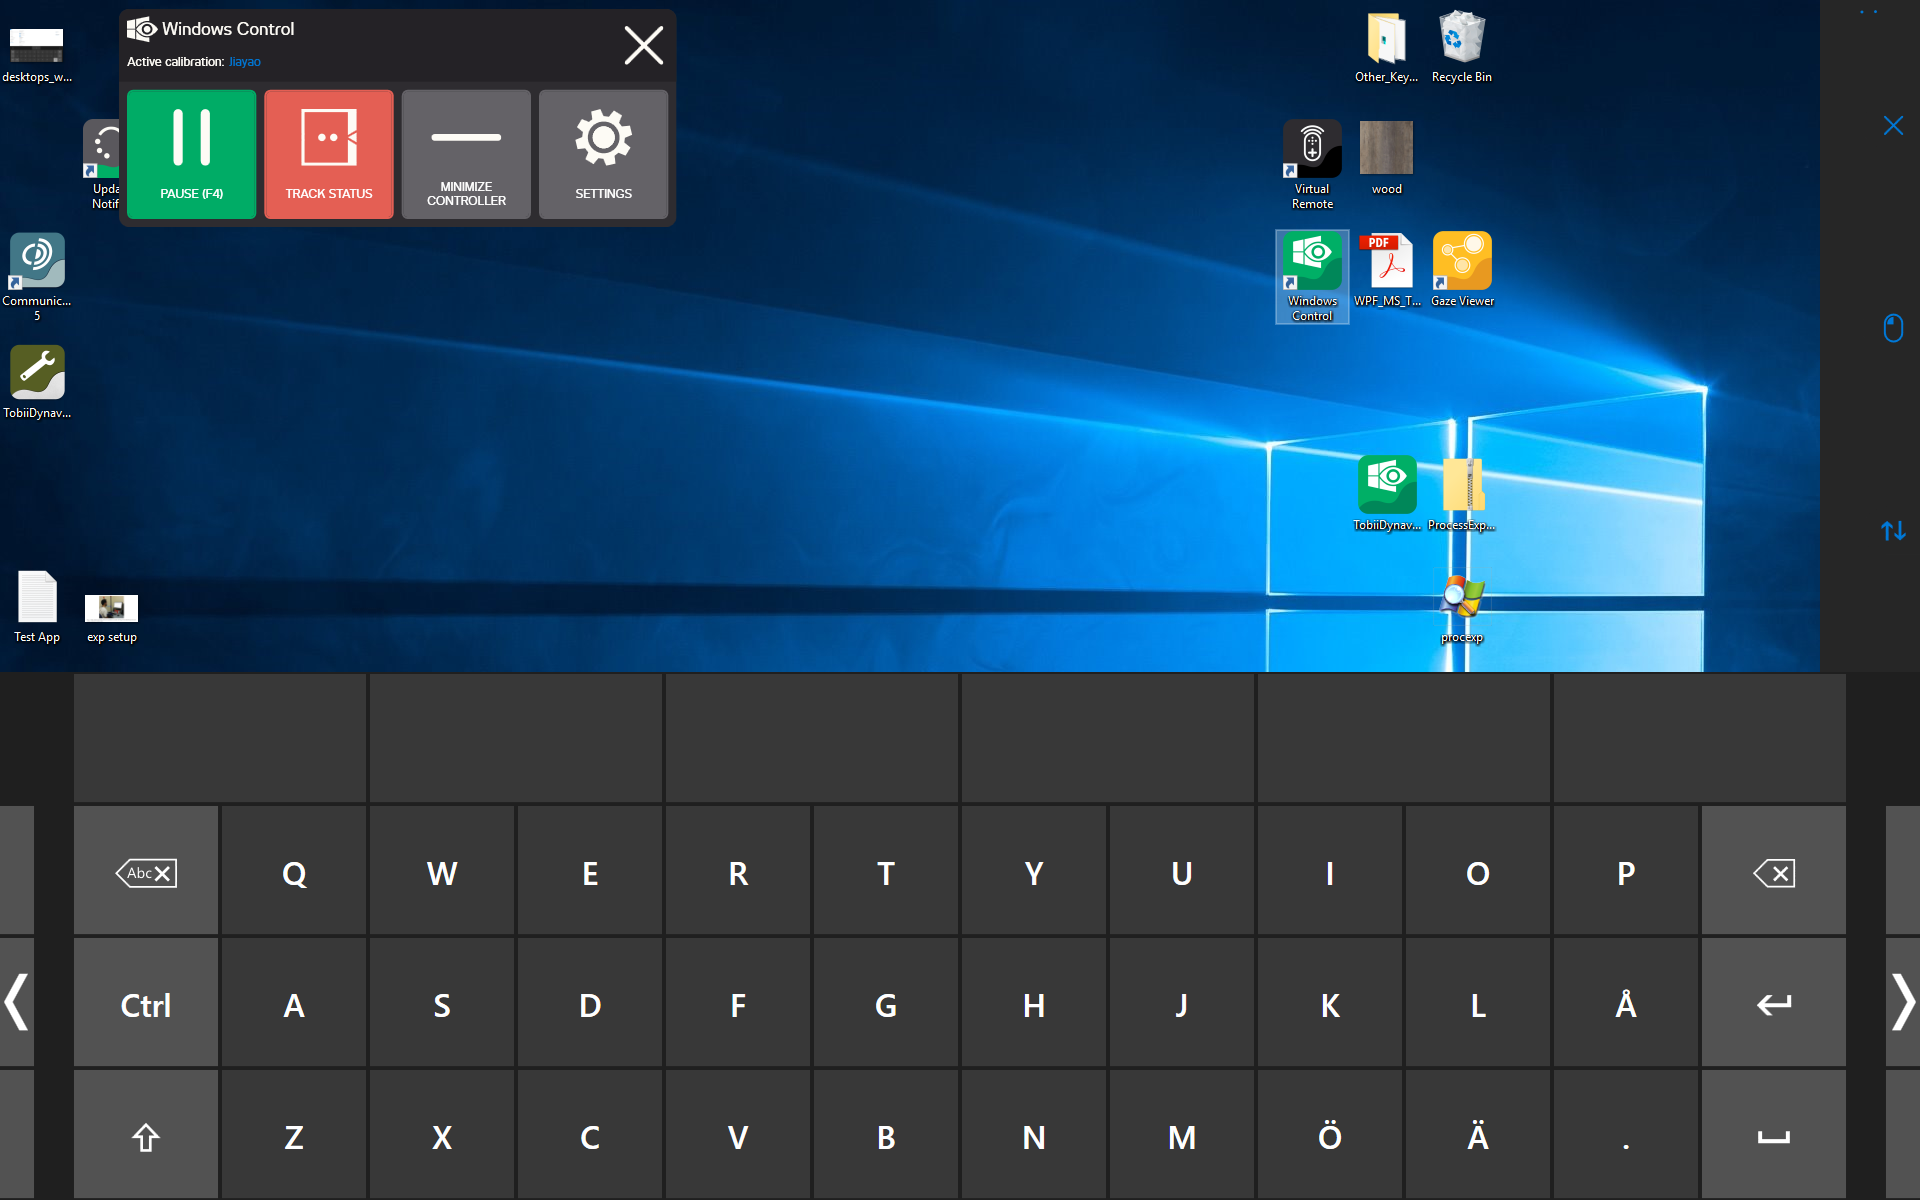 Windows Control
Active calibration: Jiayao
PAUSE (F4)
TRACK STATUS
MINIMIZE
CONTROLLER
SETTINGS
desktops_w...
Upda
Notif
Communic...
5
TobiiDynav...
Test App
exp setup
Other_Key...
Recycle Bin
Virtual
Remote
wood
Windows
Control
PDF
WPF_MS_T...
Gaze Viewer
TobiiDynav...
ProcessExp...
procexp
Abc
Q W E R T Y U I O P
Ctrl A S D F G H J K L Å
Z X C V B N M Ö Ä .